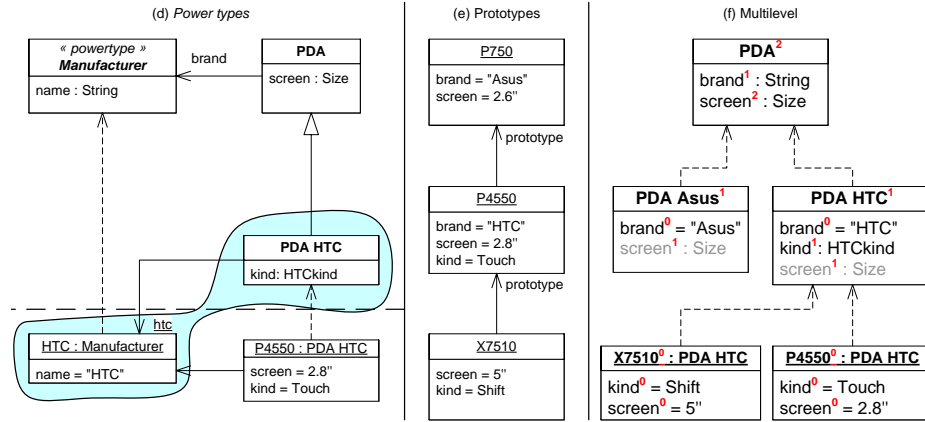 (d) Power types
« powertype »
Manufacturer
name : String
brand
PDA
screen : Size
PDA HTC
kind: HTCkind
htc
HTC : Manufacturer
name = "HTC"
P4550 : PDA HTC
screen = 2.8"
kind = Touch
(e) Prototypes
P750
brand = "Asus"
screen = 2.6"
prototype
P4550
brand = "HTC"
screen = 2.8"
kind = Touch
prototype
X7510
screen = 5"
kind = Shift
(f) Multilevel
PDA²
brand¹ : String
screen² : Size
PDA Asus¹
brand⁰ = "Asus"
screen¹ : Size
PDA HTC¹
brand⁰ = "HTC"
kind¹: HTCkind
screen¹ : Size
X7510⁰ : PDA HTC
kind⁰ = Shift
screen⁰ = 5"
P4550⁰ : PDA HTC
kind⁰ = Touch
screen⁰ = 2.8"